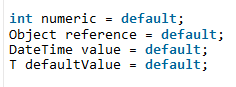 int numeric = default;
Object reference = default;
DateTime value = default;
T defaultValue = default;